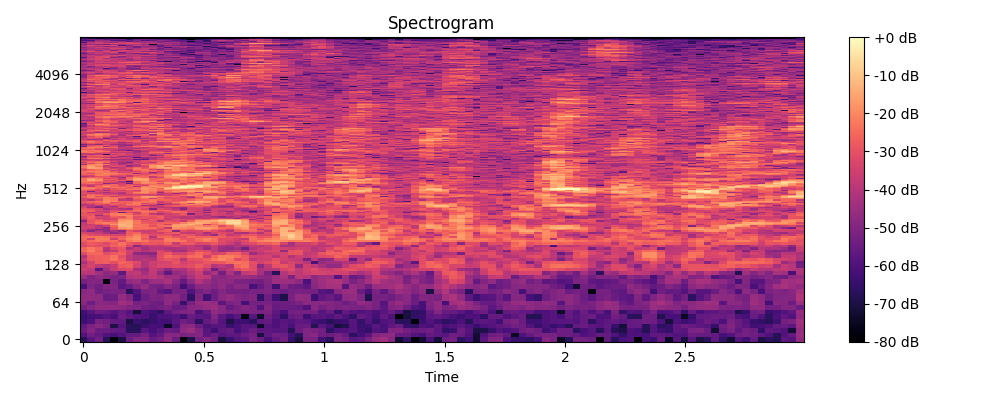 Spectrogram
Hz
4096
2048
1024
512
256
128
64
0
0
0.5
1
1.5
2
2.5
Time
+0 dB
-10 dB
-20 dB
-30 dB
-40 dB
-50 dB
-60 dB
-70 dB
-80 dB